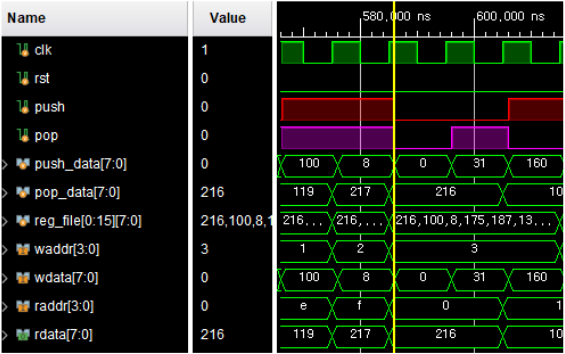 Name Value 580,000 ns 600,000 ns
clk 1
rst 0
push 0
pop 0
push_data[7:0] 0 100 8 0 31 160
pop_data[7:0] 216 119 217 216 10
reg_file[0:15][7:0] 216,100,8,1 216... 216,... 216,100,8,175,187,13...
waddr[3:0] 3 1 2 3
wdata[7:0] 0 100 8 0 31 160
raddr[3:0] 0 e f 0 1
rdata[7:0] 216 119 217 216 10